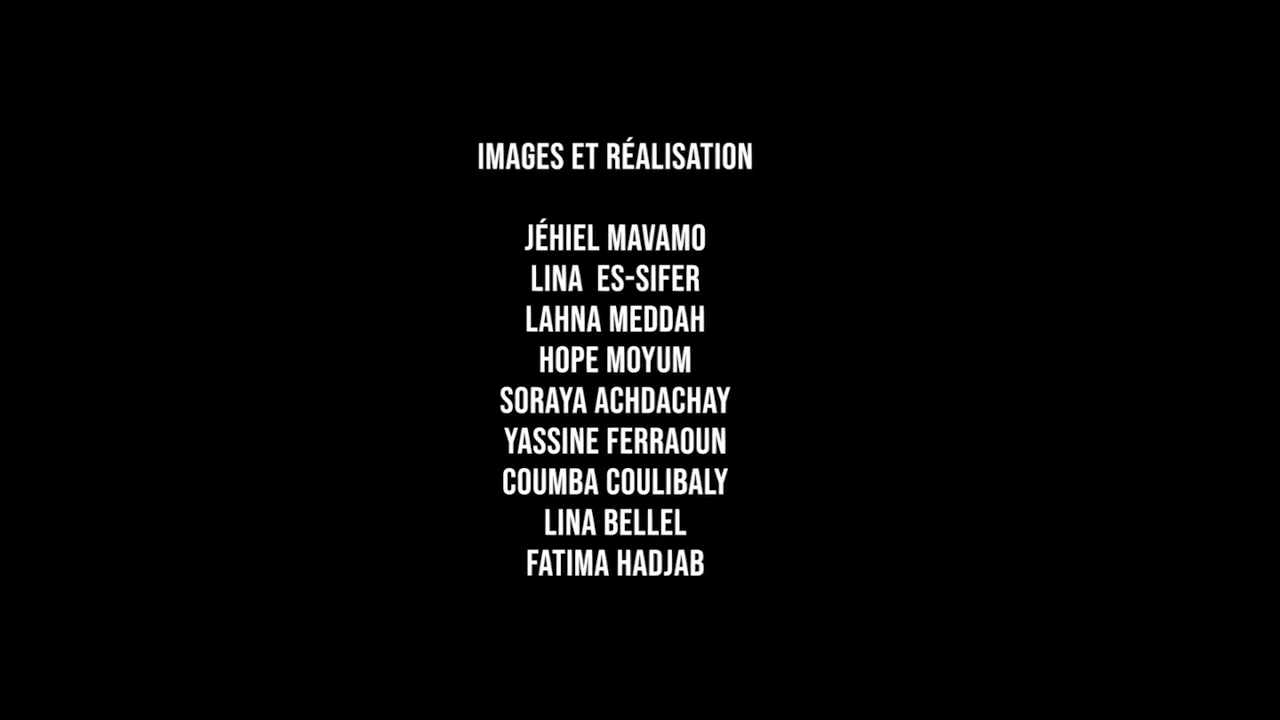 IMAGES ET RÉALISATION
JÉHIEL MAVAMO
LINA  ES-SIFER
LAHNA MEDDAH
HOPE MOYUM
SORAYA ACHDACHAY
YASSINE FERRAOUN
COUMBA COULIBALY
LINA BELLEL
FATIMA HADJAB